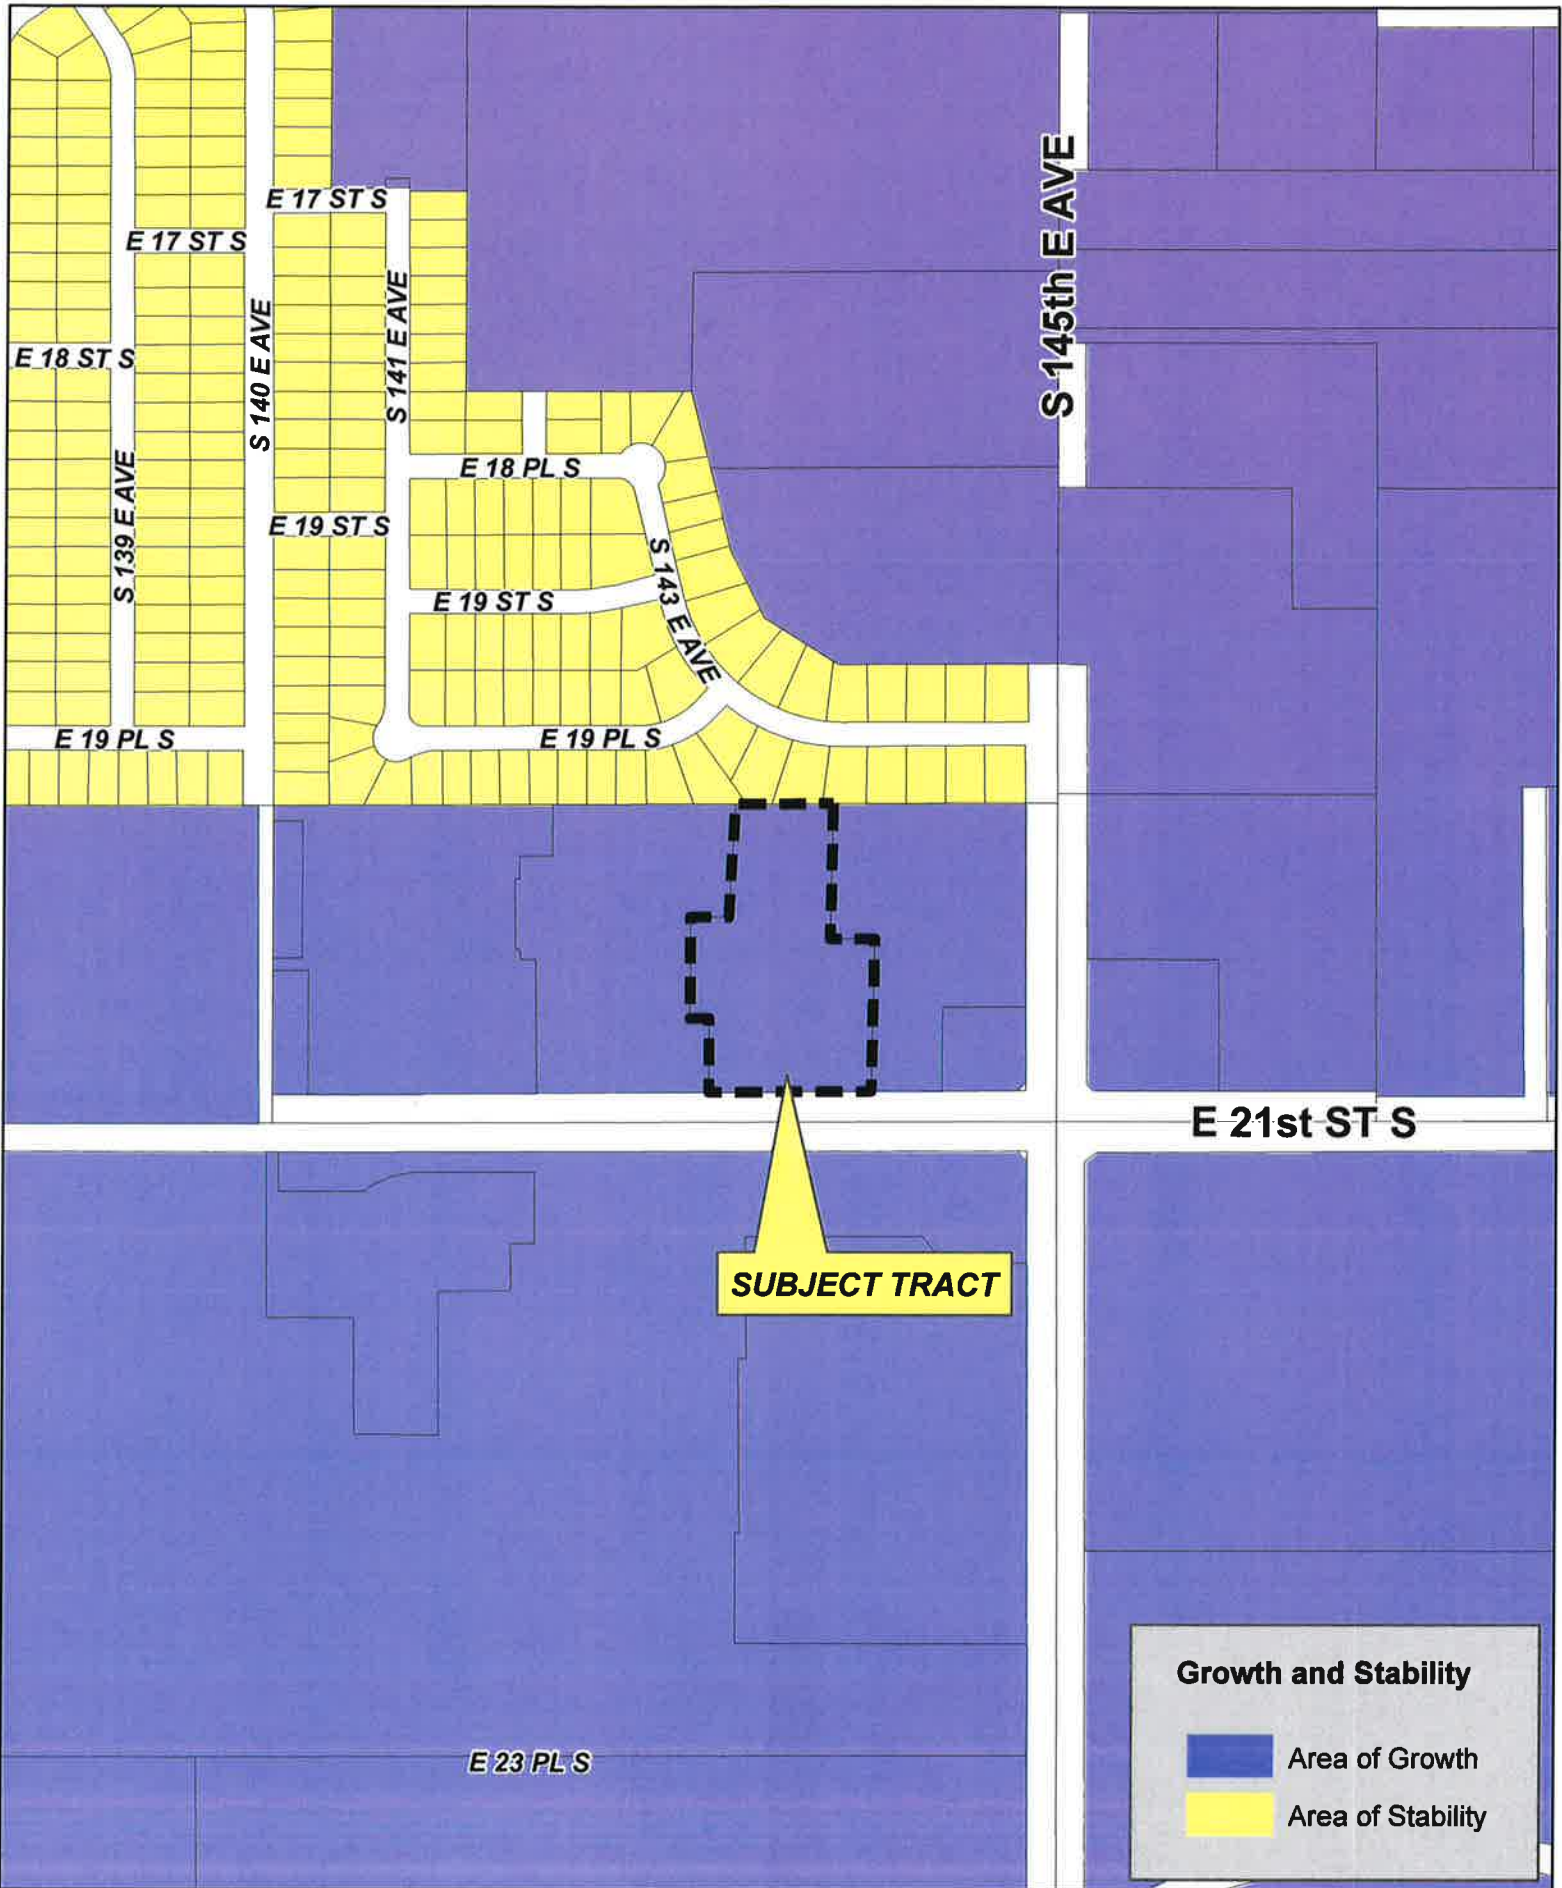 S 145th E AVE
E 17 ST S
E 17 ST S
S 140 E AVE
S 141 E AVE
E 18 ST S
S 139 E AVE
E 18 PL S
E 19 ST S
S 143 E AVE
E 19 ST S
E 19 PL S
E 19 PL S
E 21st ST S
SUBJECT TRACT
Growth and Stability
Area of Growth
Area of Stability
E 23 PL S